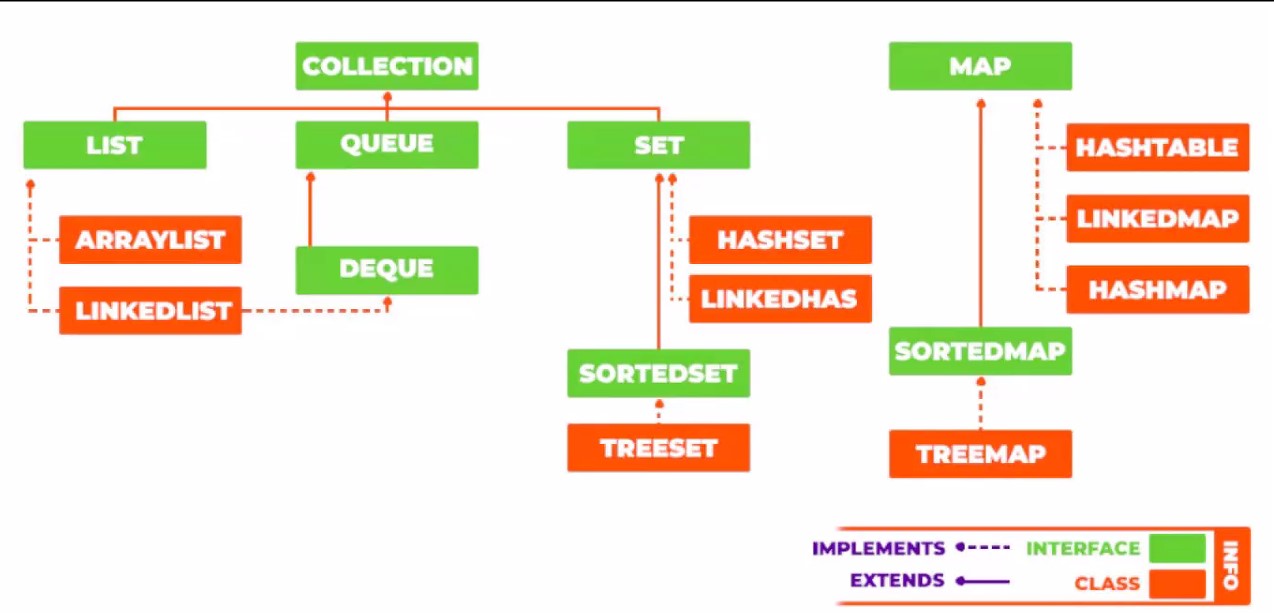 COLLECTION
MAP
LIST
QUEUE
SET
HASHTABLE
ARRAYLIST
HASHSET
LINKEDMAP
DEQUE
LINKEDLIST
LINKEDHAS
HASHMAP
SORTEDSET
SORTEDMAP
TREESET
TREEMAP
IMPLEMENTS
INTERFACE
EXTENDS
CLASS
INFO